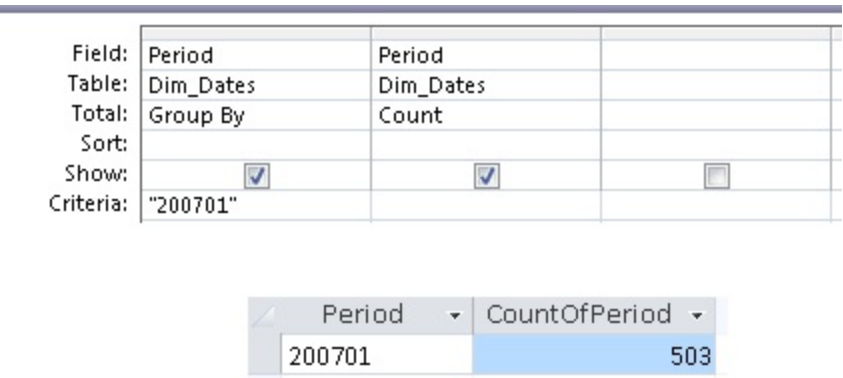 Field: Period Period
Table: Dim_Dates Dim_Dates
Total: Group By Count
Sort:
Show:
Criteria: "200701"
Period CountOfPeriod
200701 503